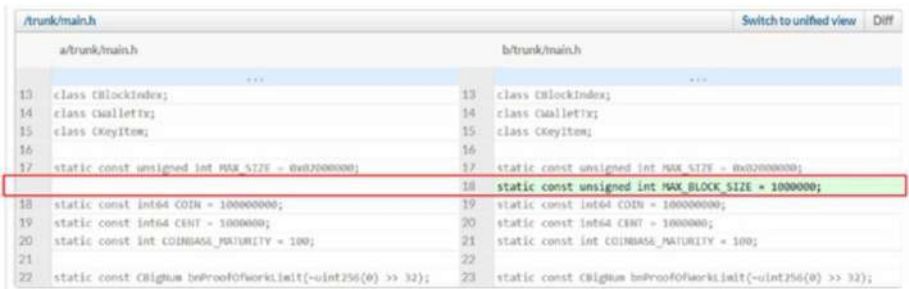 /trunk/main.h Switch to unified view Diff
a/trunk/main.h b/trunk/main.h
...
13 class CBlockIndex; 13 class CBlockIndex;
14 class CWalletTx; 14 class CWalletTx;
15 class CKeyItem; 15 class CKeyItem;
16 16
17 static const unsigned int MAX_SIZE = 0x02000000; 17 static const unsigned int MAX_SIZE = 0x02000000;
18 static const unsigned int MAX_BLOCK_SIZE = 1000000;
18 static const int64 COIN = 100000000; 19 static const int64 COIN = 100000000;
19 static const int64 CENT = 1000000; 20 static const int64 CENT = 1000000;
20 static const int COINBASE_MATURITY = 100; 21 static const int COINBASE_MATURITY = 100;
21 22
22 static const CBigNum bnProofOfWorkLimit(~uint256(0) >> 32); 23 static const CBigNum bnProofOfWorkLimit(~uint256(0) >> 32);